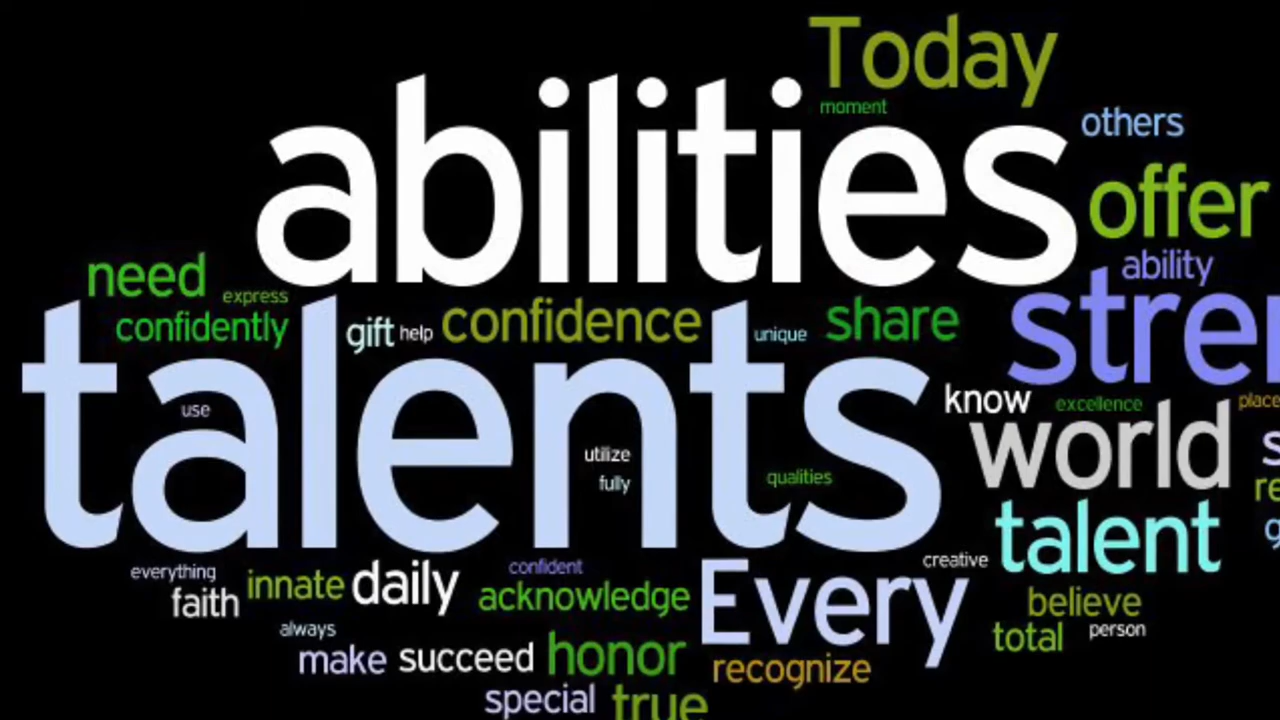 Today
moment
abilities
others
offer
ability
need
express
confidently
gift
help
confidence
unique
share
talents
use
know
excellence
place
world
utilize
fully
qualities
talent
everything
faith
innate
daily
confident
acknowledge
Every
creative
believe
total
person
always
make
succeed
honor
recognize
special
true